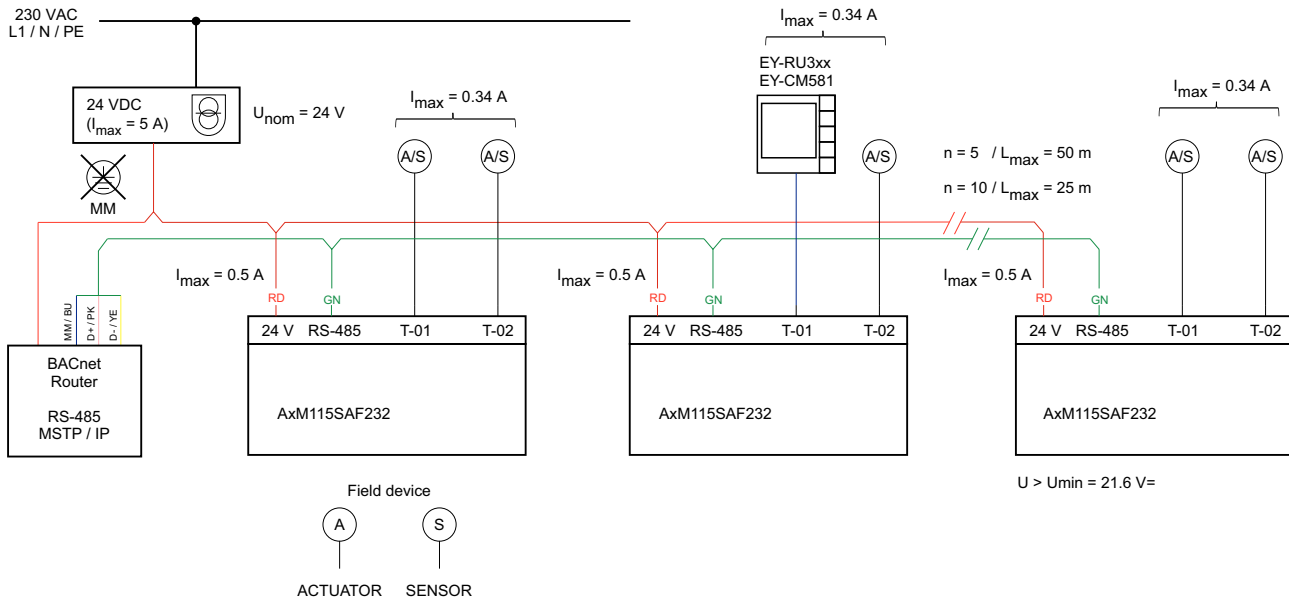 230 VAC
L1 / N / PE
24 VDC
(Imax = 5 A)
Unom = 24 V
MM
Imax = 0.34 A
A/S
A/S
Imax = 0.34 A
EY-RU3xx
EY-CM581
A/S
n = 5 / Lmax = 50 m
n = 10 / Lmax = 25 m
Imax = 0.34 A
A/S
A/S
Imax = 0.5 A
RD
GN
Imax = 0.5 A
RD
GN
Imax = 0.5 A
RD
GN
MM / BU
D+ / PK
D- / YE
BACnet
Router
RS-485
MSTP / IP
24 V RS-485 T-01 T-02
AxM115SAF232
24 V RS-485 T-01 T-02
AxM115SAF232
24 V RS-485 T-01 T-02
AxM115SAF232
U > Umin = 21.6 V=
Field device
A
S
ACTUATOR
SENSOR